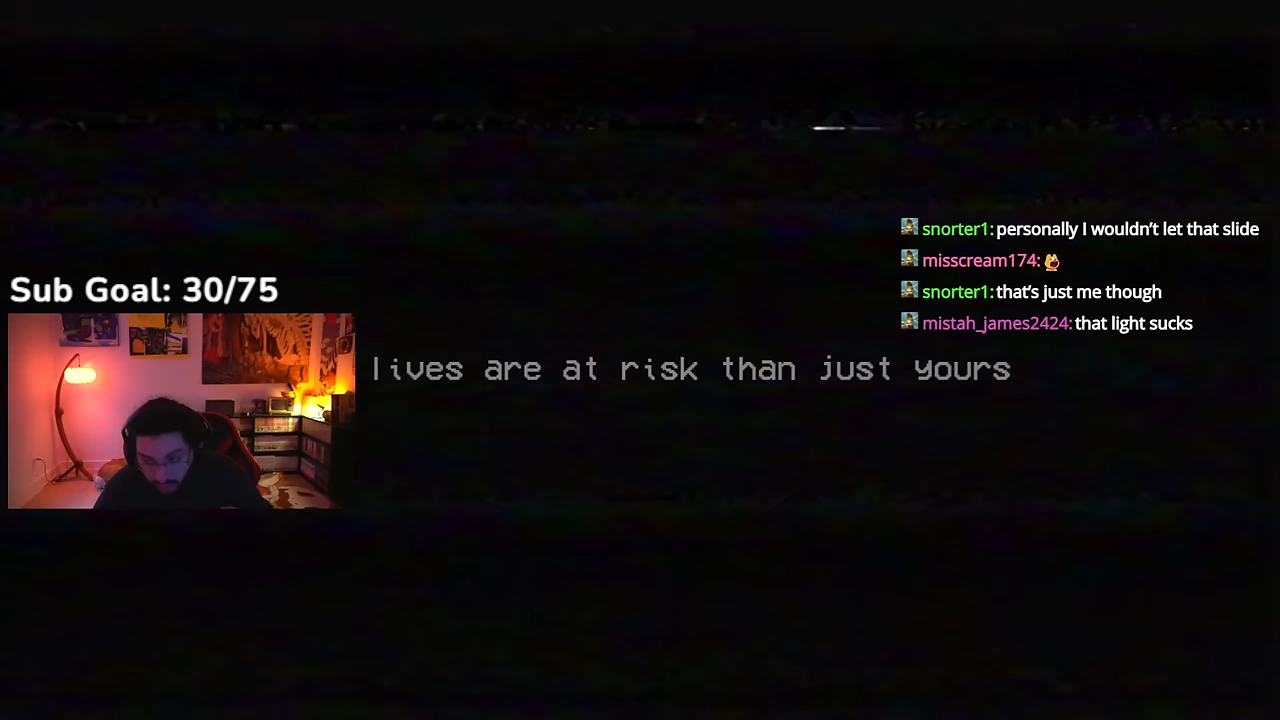 snorter1: personally I wouldn't let that slide
misscream174:
snorter1: that's just me though
mistah_james2424: that light sucks
Sub Goal: 30/75
lives are at risk than just yours